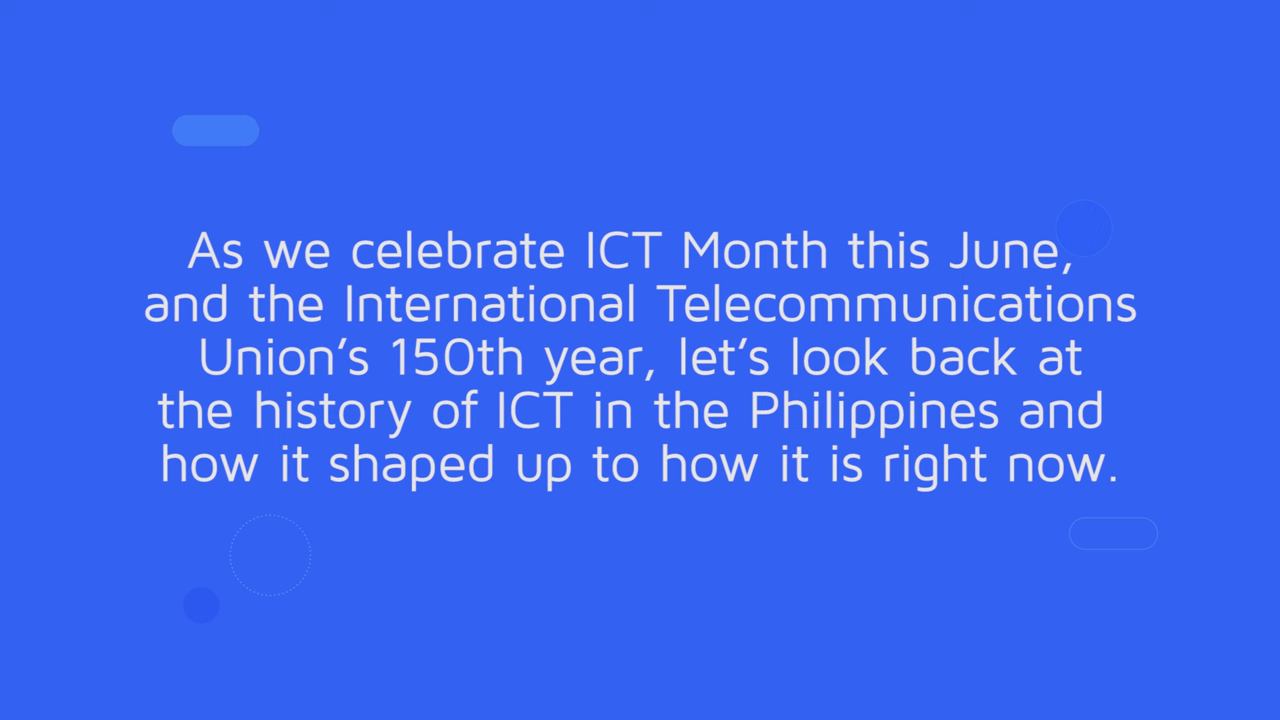 As we celebrate ICT Month this June,
and the International Telecommunications
Union’s 150th year, let’s look back at
the history of ICT in the Philippines and
how it shaped up to how it is right now.